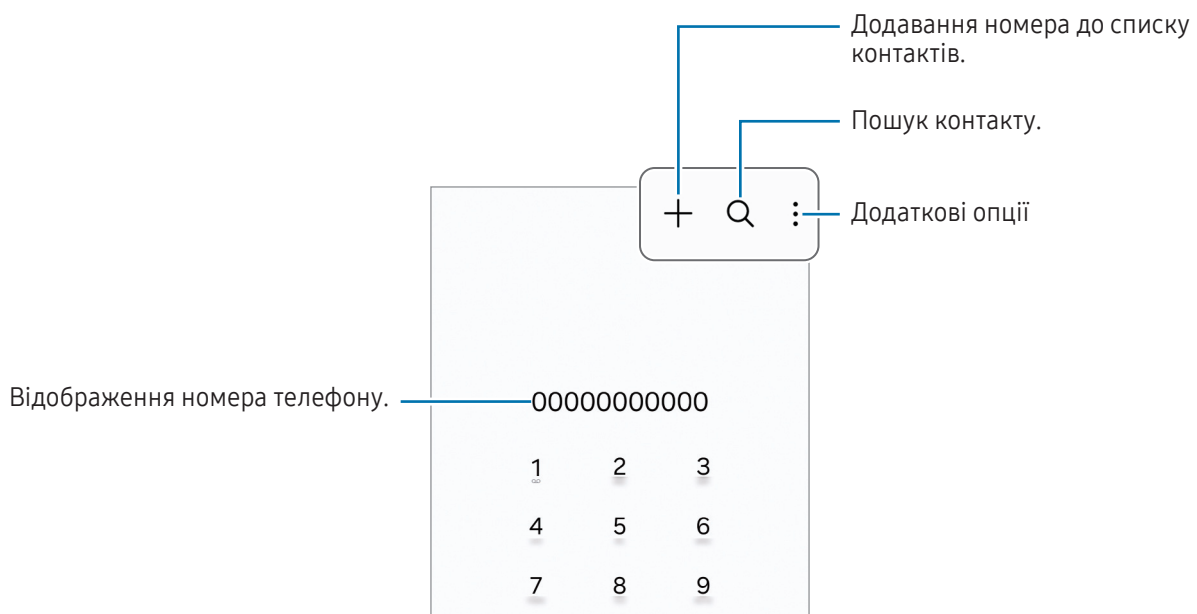 Додавання номера до списку
контактів.
Пошук контакту.
Додаткові опції
Відображення номера телефону.
00000000000
1 2 3
4 5 6
7 8 9